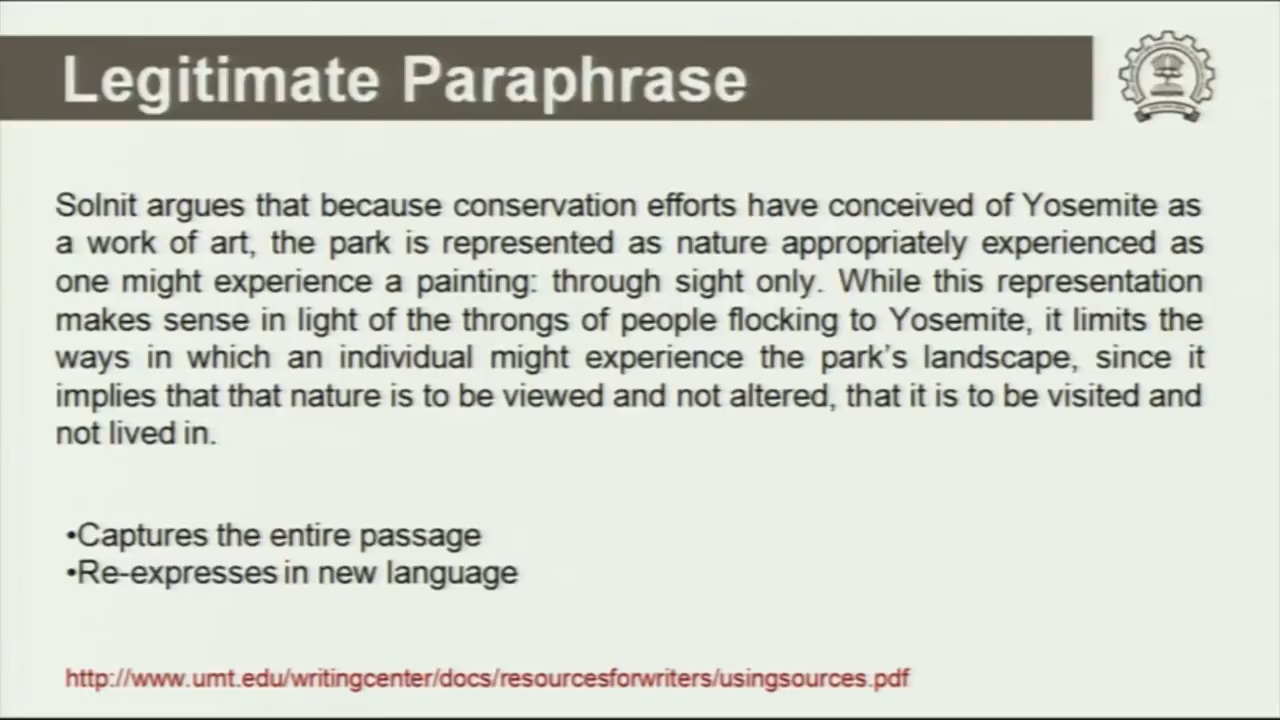 Legitimate Paraphrase
Solnit argues that because conservation efforts have conceived of Yosemite as
a work of art, the park is represented as nature appropriately experienced as
one might experience a painting: through sight only. While this representation
makes sense in light of the throngs of people flocking to Yosemite, it limits the
ways in which an individual might experience the park's landscape, since it
implies that that nature is to be viewed and not altered, that it is to be visited and
not lived in.
•Captures the entire passage
•Re-expresses in new language
http://www.umt.edu/writingcenter/docs/resourcesforwriters/usingsources.pdf